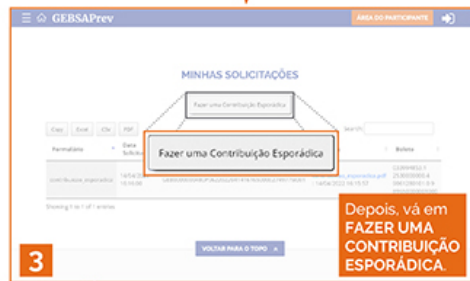 GEBSAPrev
ÁREA DO PARTICIPANTE
MINHAS SOLICITAÇÕES
Fazer uma Contribuição Esporádica
Copy Excel CSV PDF
Search:
Formulário Data Boleto
Fazer uma Contribuição Esporádica
contribuicao_esporadica
Showing 1 to 1 of 1 entries
VOLTAR PARA O TOPO
Depois, vá em
FAZER UMA
CONTRIBUIÇÃO
ESPORÁDICA.
3